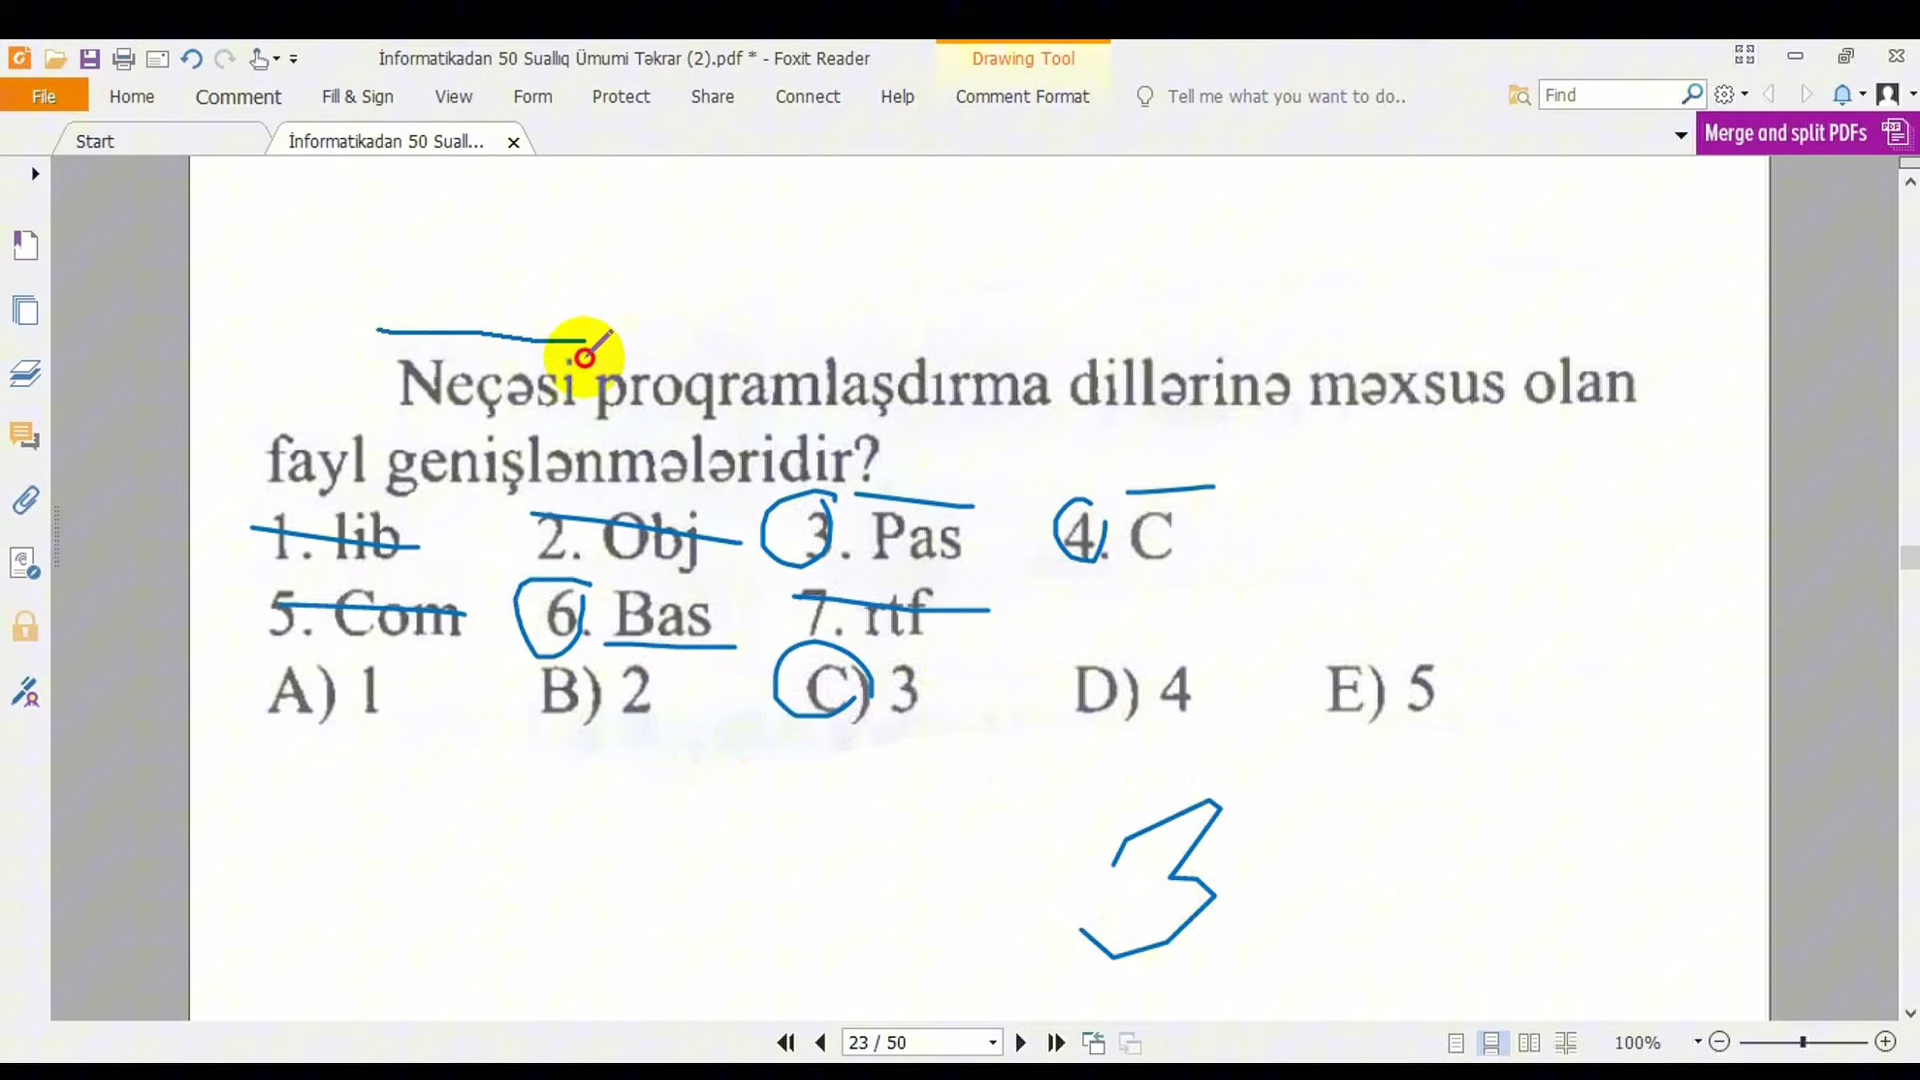 İnformatikadan 50 Suallıq Ümumi Təkrar (2).pdf * - Foxit Reader
Drawing Tool
File Home Comment Fill & Sign View Form Protect Share Connect Help Comment Format Tell me what you want to do.. Find
Start İnformatikadan 50 Suall... Merge and split PDFs
Neçəsi proqramlaşdırma dillərinə məxsus olan
fayl genişlənmələridir?
1. lib 2. Obj 3. Pas 4. C
5. Com 6. Bas 7. rtf
A) 1 B) 2 C) 3 D) 4 E) 5
3
23 / 50 100%